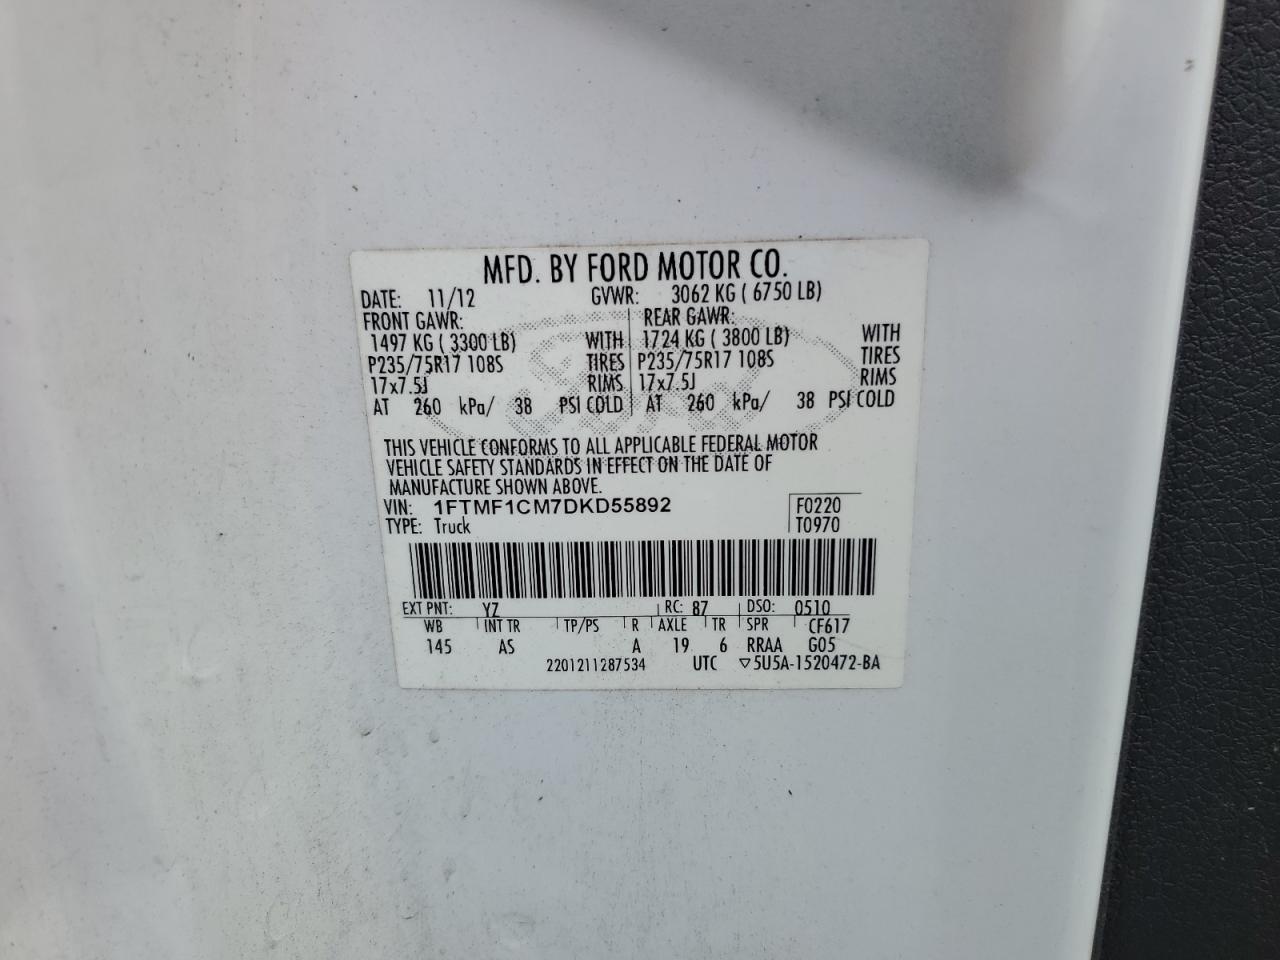 MFD. BY FORD MOTOR CO.
DATE: 11/12 GVWR: 3062 KG ( 6750 LB)
FRONT GAWR: REAR GAWR:
1497 KG ( 3300 LB) WITH 1724 KG ( 3800 LB) WITH
P235/75R17 108S TIRES P235/75R17 108S TIRES
17x7.5J RIMS 17x7.5J RIMS
AT 260 kPa/ 38 PSI COLD AT 260 kPa/ 38 PSI COLD
THIS VEHICLE CONFORMS TO ALL APPLICABLE FEDERAL MOTOR
VEHICLE SAFETY STANDARDS IN EFFECT ON THE DATE OF
MANUFACTURE SHOWN ABOVE.
VIN: 1FTMF1CM7DKD55892 F0220
TYPE: Truck T0970
EXT PNT: YZ RC: 87 DSO: 0510
WB INT TR TP/PS R AXLE TR SPR CF617
145 AS A 19 6 RRAA G05
2201211287534 UTC ▽5U5A-1520472-BA